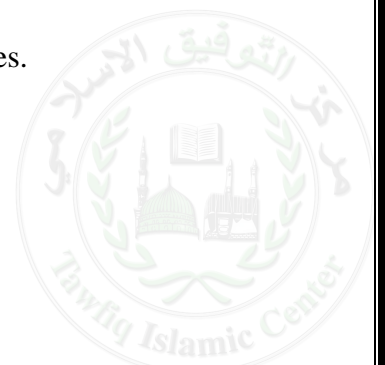 es.
مركز التوفيق الإسلامي
Tawfiq Islamic Center